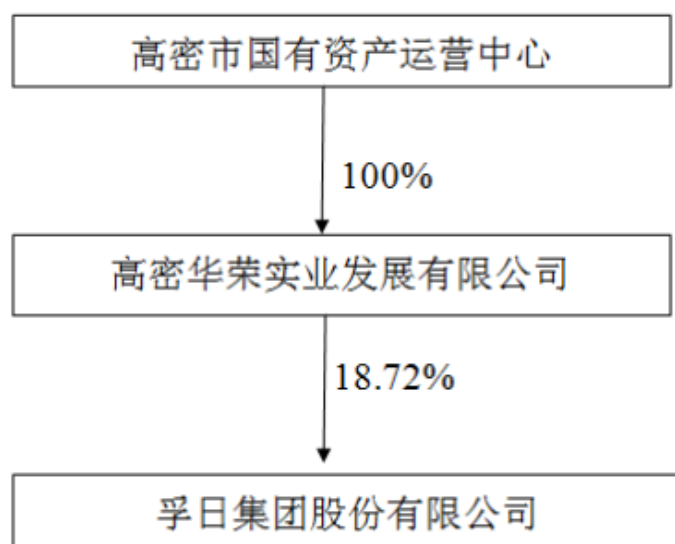 高密市国有资产运营中心
100%
高密华荣实业发展有限公司
18.72%
孚日集团股份有限公司